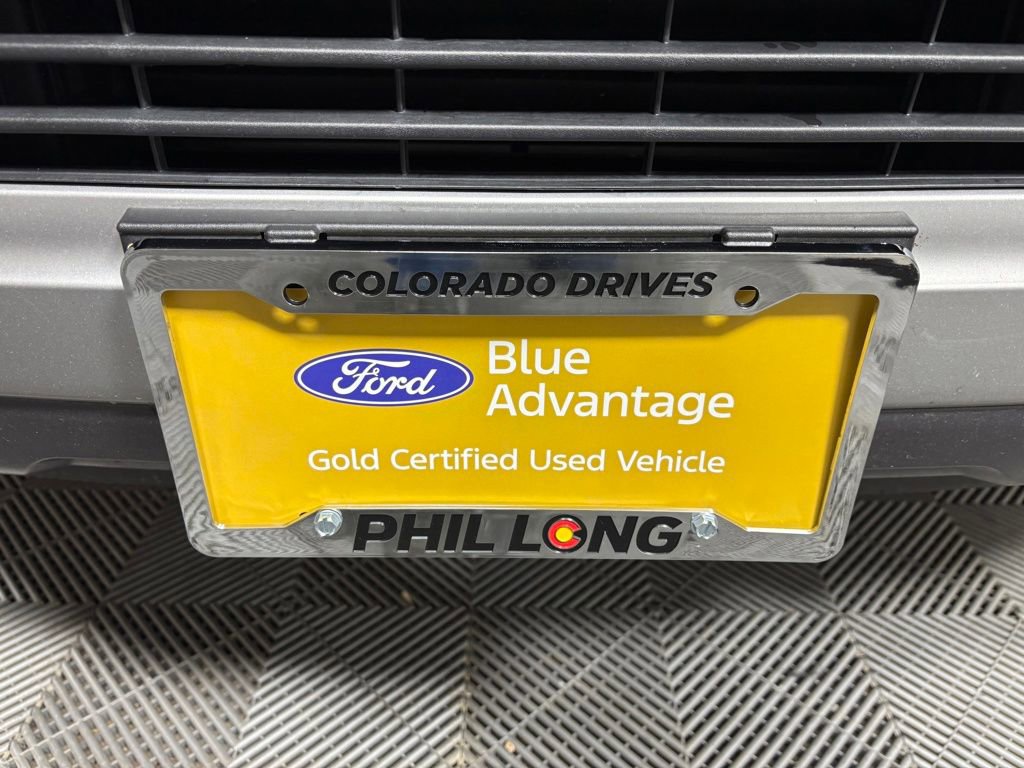 COLORADO DRIVES
Ford
Blue
Advantage
Gold Certified Used Vehicle
PHIL LONG